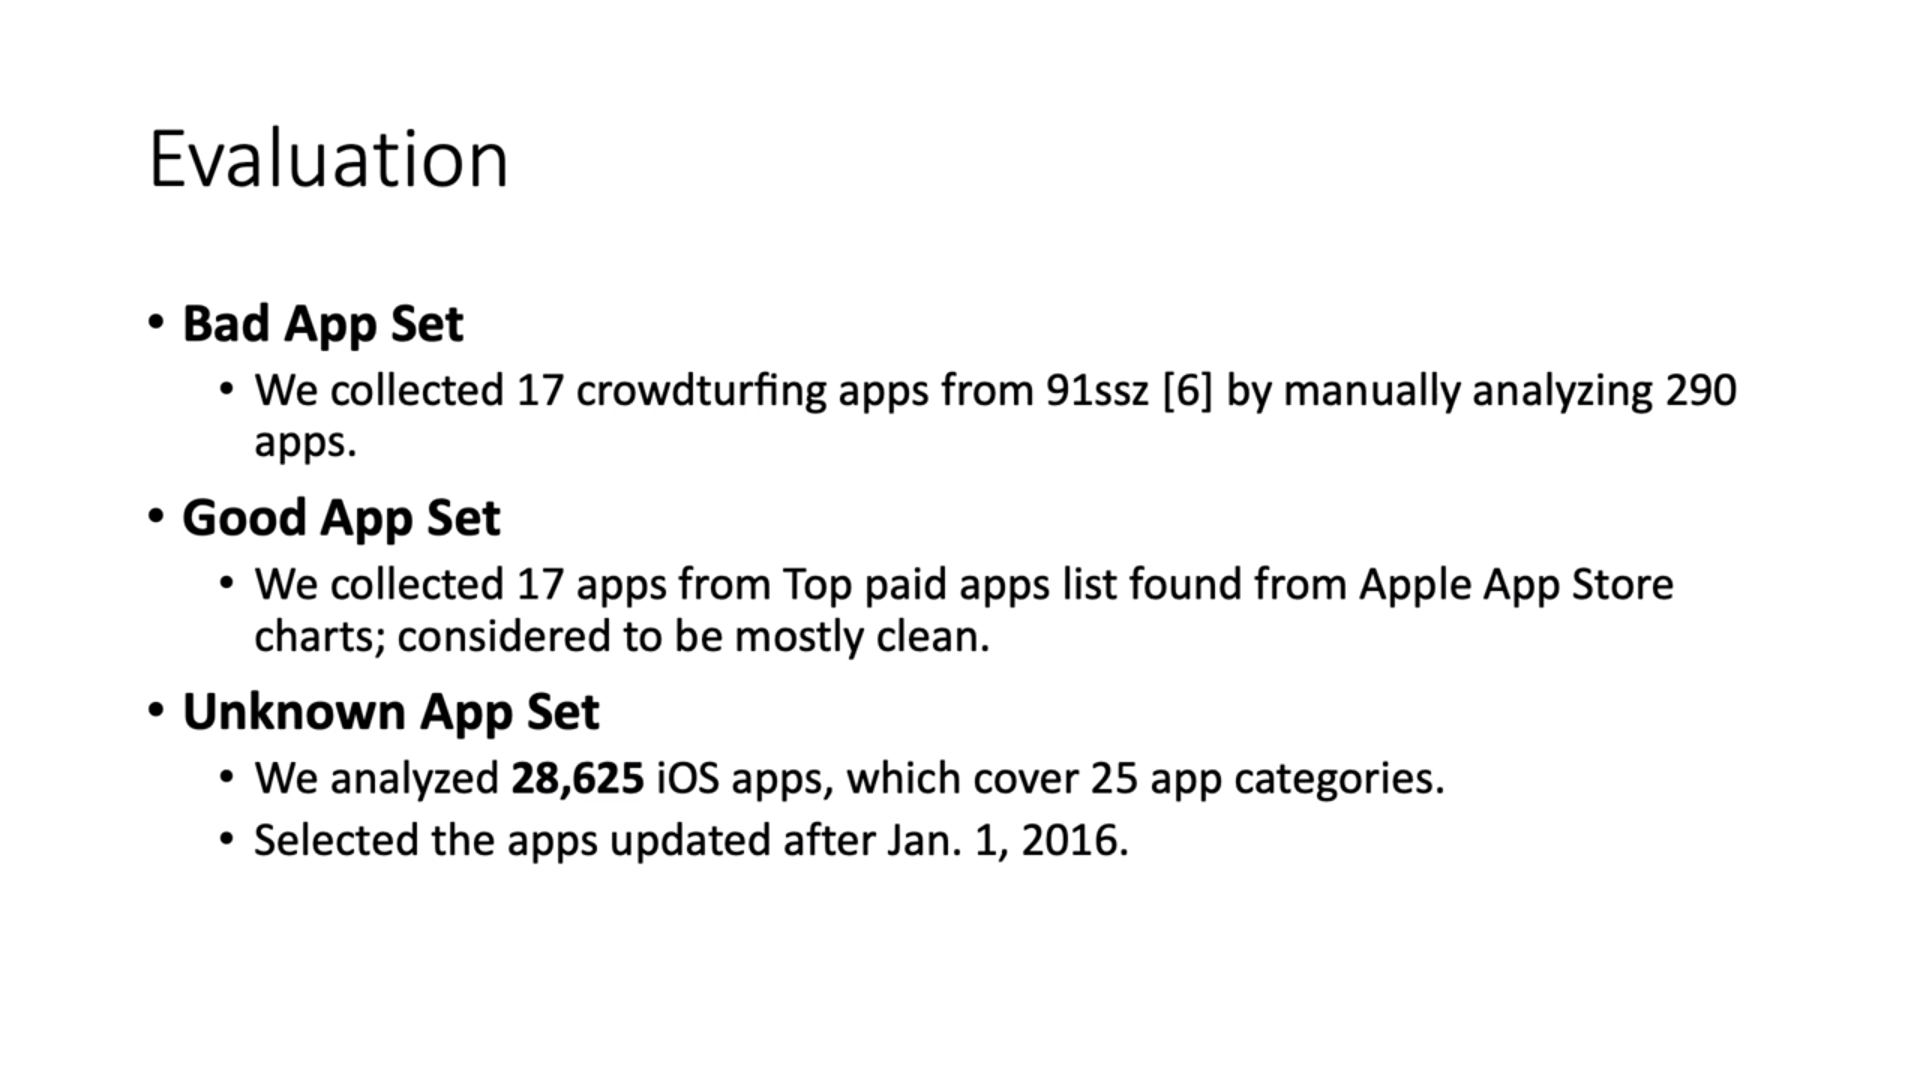 Evaluation
• Bad App Set
• We collected 17 crowdturfing apps from 91ssz [6] by manually analyzing 290
apps.
• Good App Set
• We collected 17 apps from Top paid apps list found from Apple App Store
charts; considered to be mostly clean.
• Unknown App Set
• We analyzed 28,625 iOS apps, which cover 25 app categories.
• Selected the apps updated after Jan. 1, 2016.